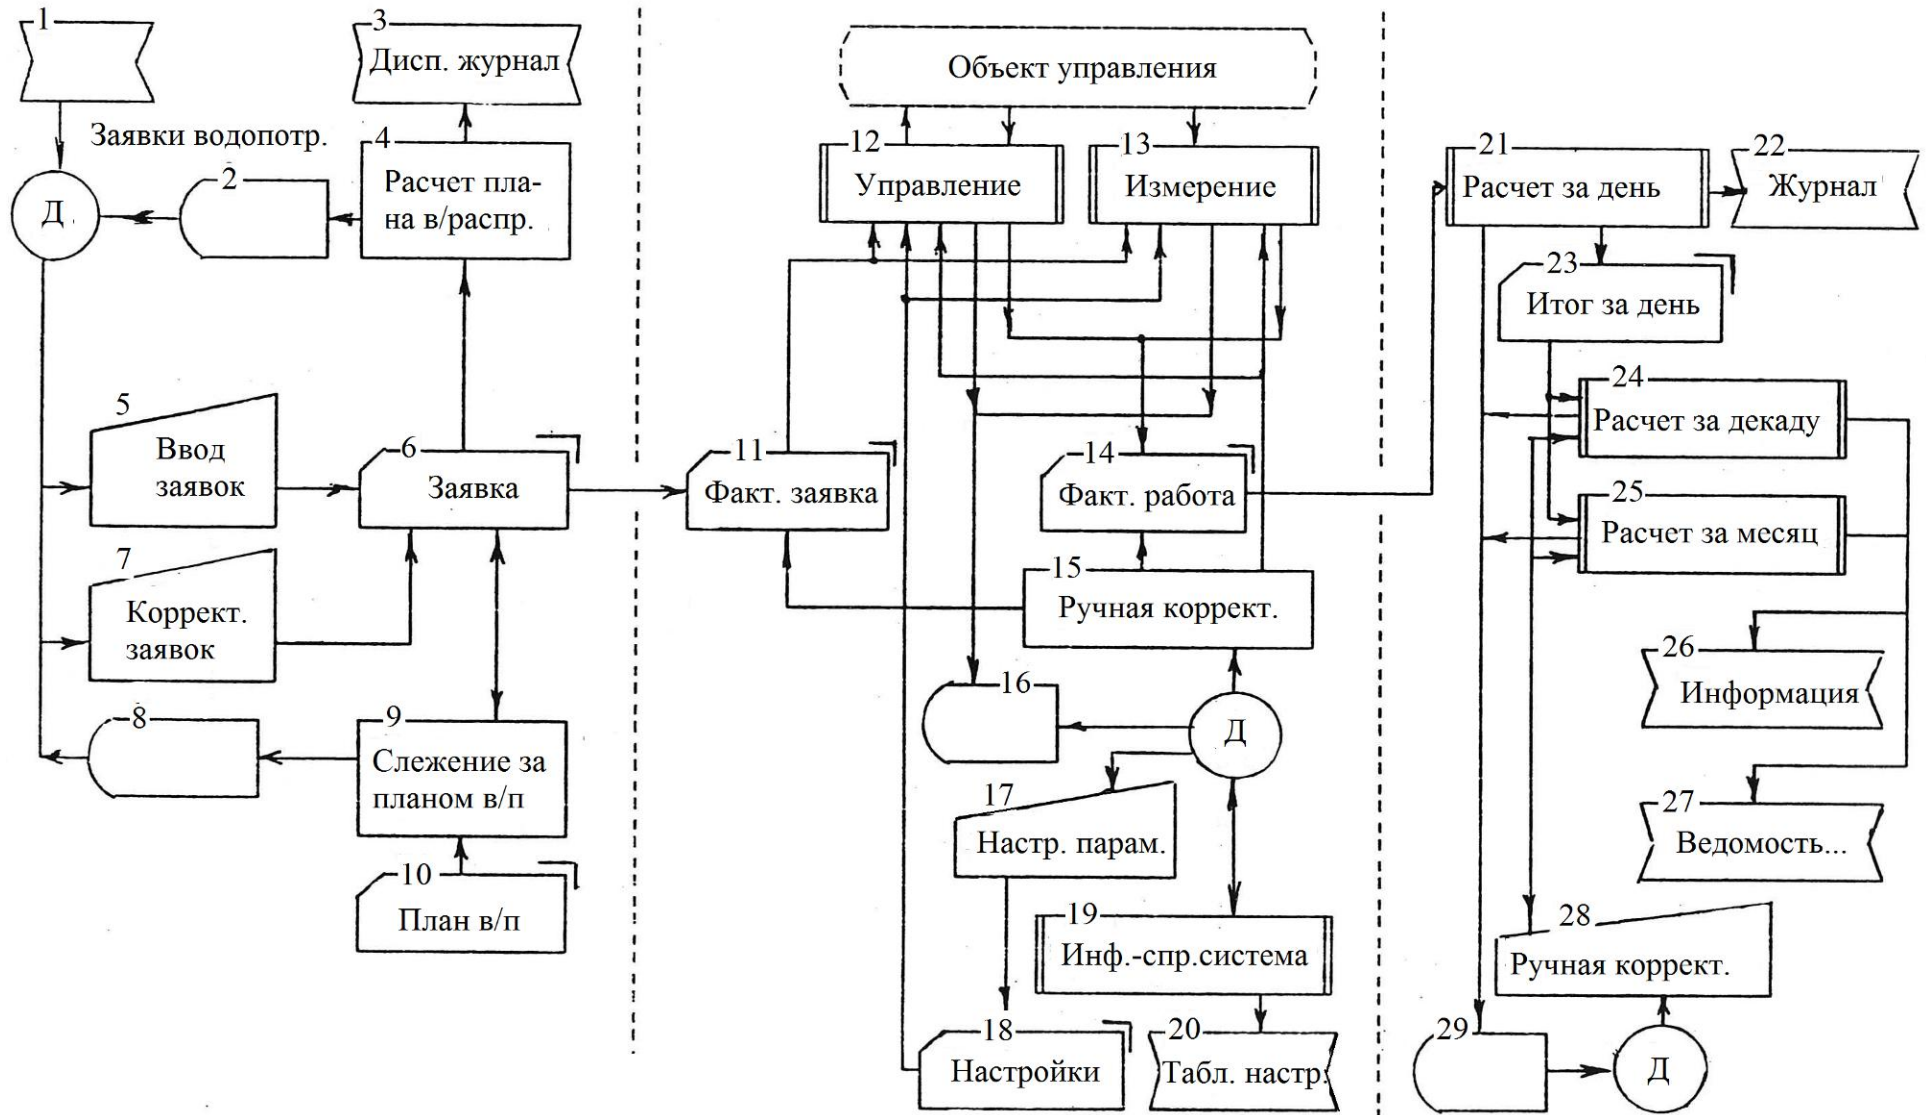 1
Заявки водопотр.
Д
2
3
Дисп. журнал
4
Расчет пла-
на в/распр.
5
Ввод
заявок
6
Заявка
7
Коррект.
заявок
8
9
Слежение за
планом в/п
10
План в/п
Объект управления
12
Управление
13
Измерение
11
Факт. заявка
14
Факт. работа
15
Ручная коррект.
16
Д
17
Настр. парам.
18
Настройки
19
Инф.-спр.система
20
Табл. настр.
21
Расчет за день
22
Журнал
23
Итог за день
24
Расчет за декаду
25
Расчет за месяц
26
Информация
27
Ведомость...
28
Ручная коррект.
29
Д